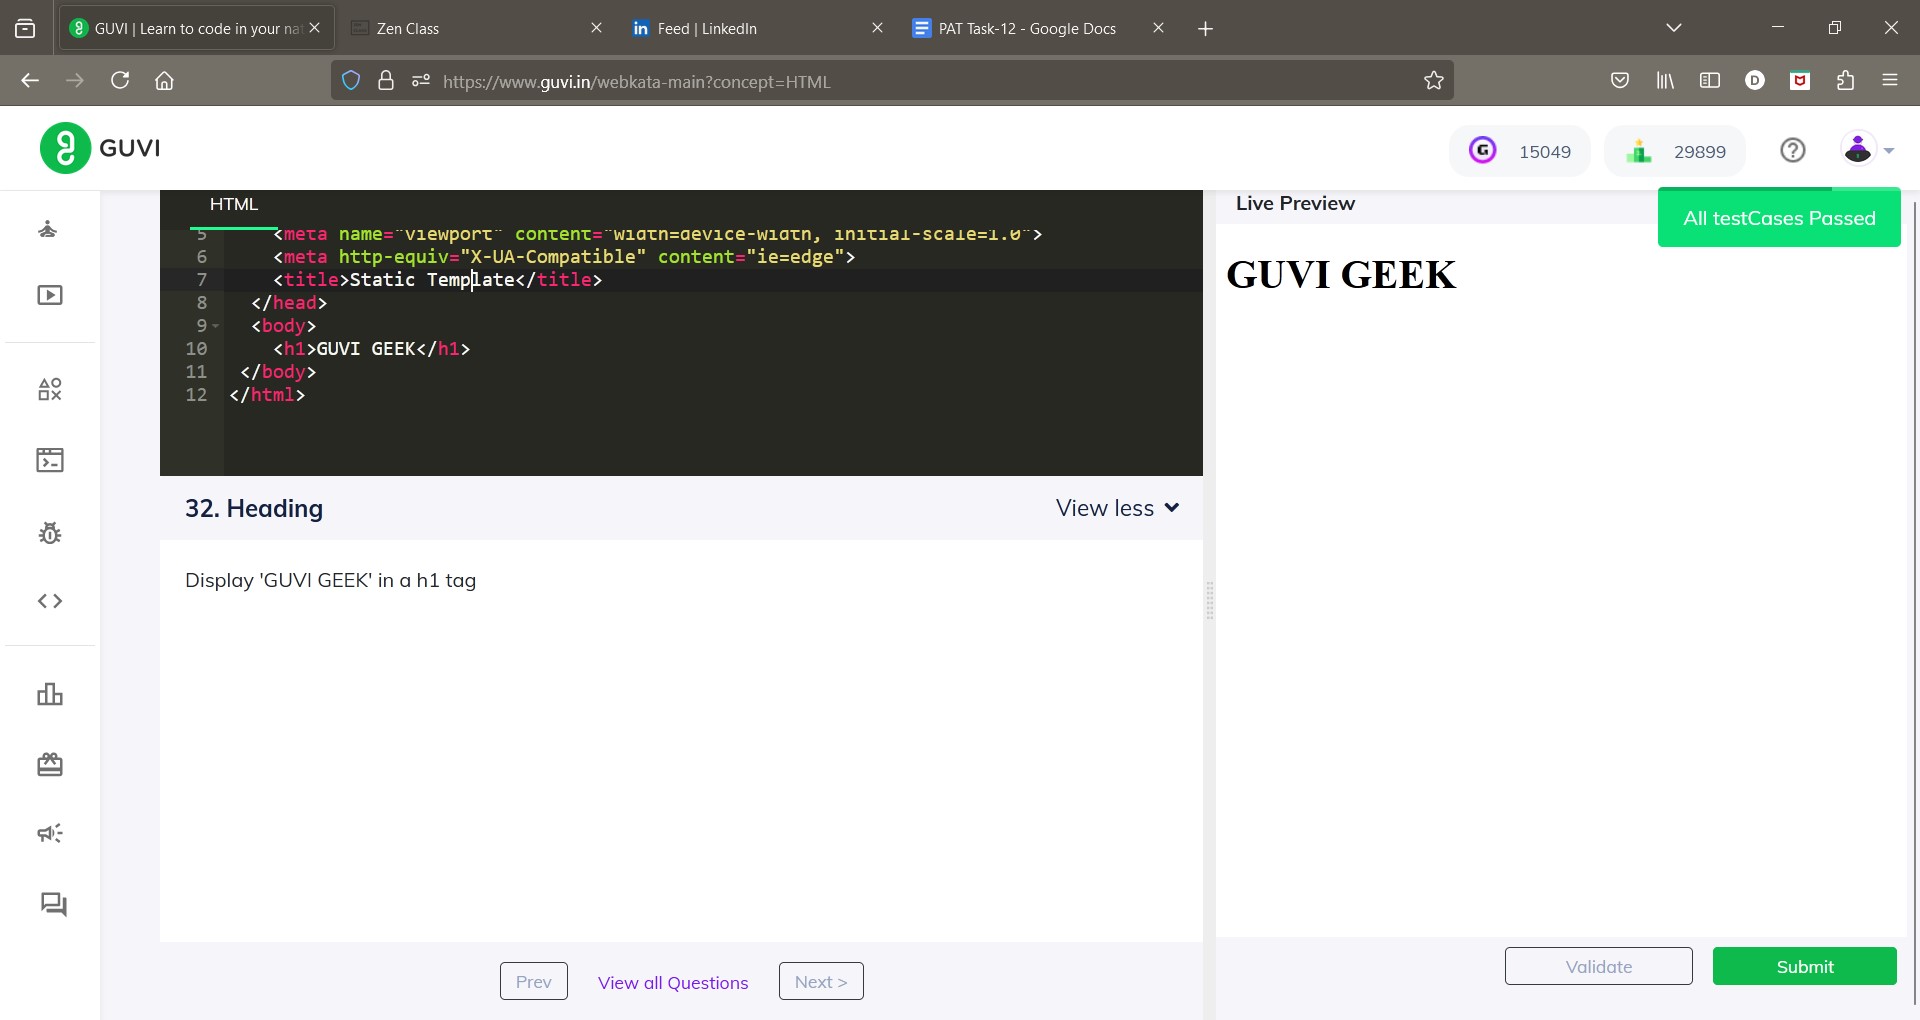 GUVI | Learn to code in your nat
Zen Class
Feed | LinkedIn
PAT Task-12 - Google Docs
https://www.guvi.in/webkata-main?concept=HTML
GUVI
15049
29899
HTML
Live Preview
All testCases Passed
5 <meta name="viewport" content="width=device-width, initial-scale=1.0">
6 <meta http-equiv="X-UA-Compatible" content="ie=edge">
7 <title>Static Template</title>
8 </head>
9 <body>
10 <h1>GUVI GEEK</h1>
11 </body>
12 </html>
GUVI GEEK
32. Heading
View less
Display 'GUVI GEEK' in a h1 tag
Prev
View all Questions
Next >
Validate
Submit